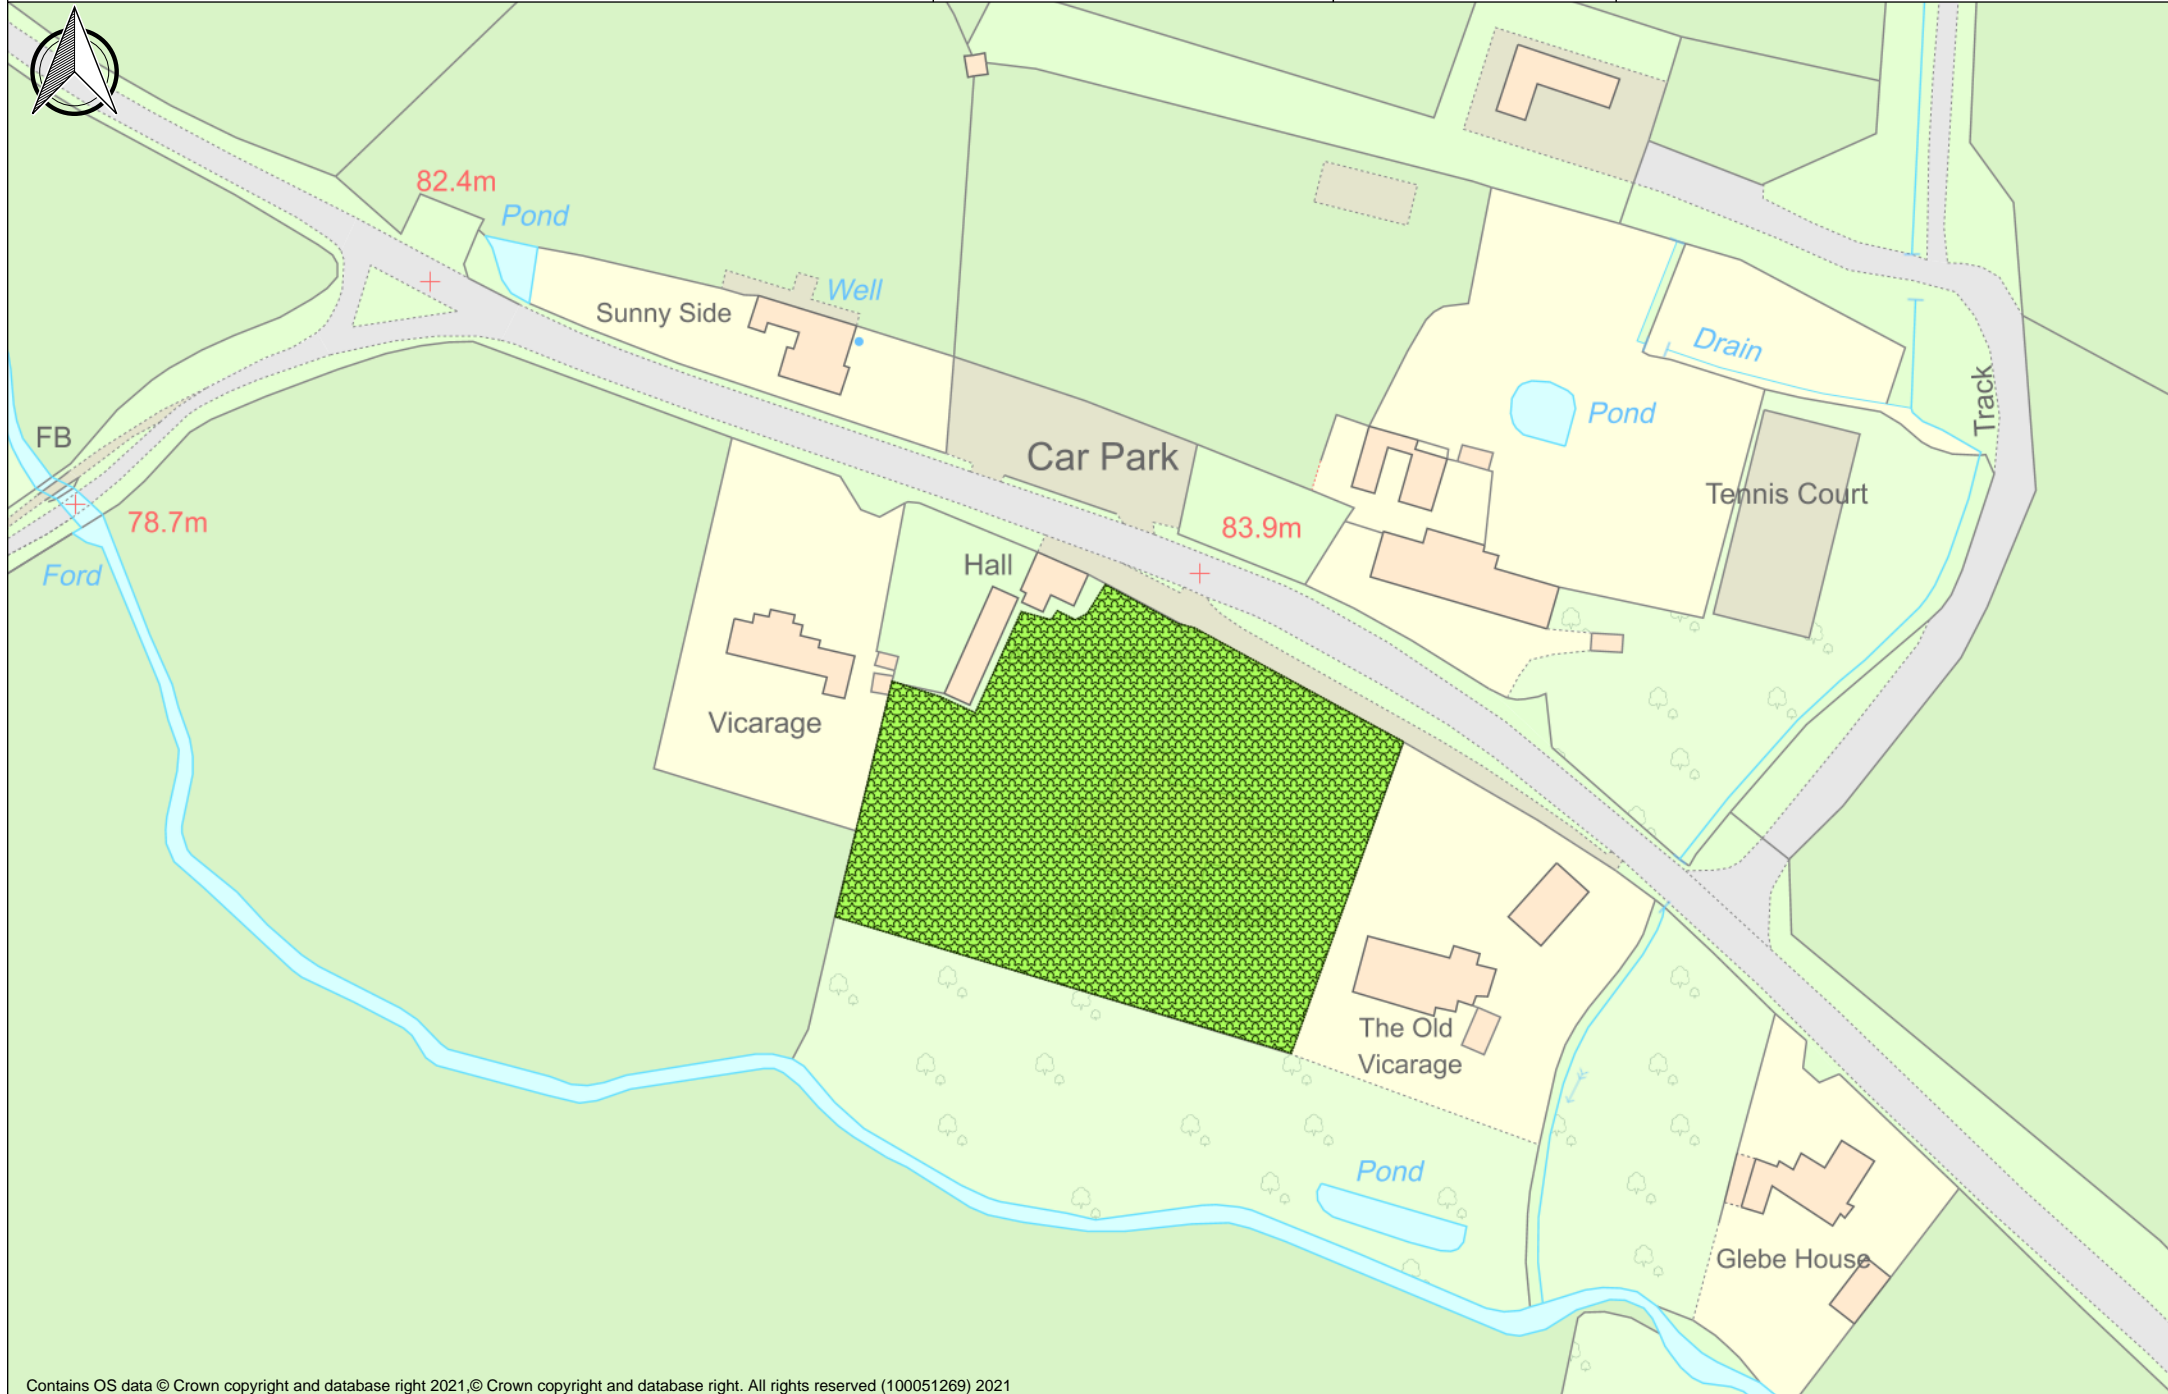 82.4m
Pond
Well
Sunny Side
Drain
Track
Pond
FB
Car Park
Tennis Court
78.7m
83.9m
Hall
Ford
Vicarage
The Old
Vicarage
Pond
Glebe House
Contains OS data © Crown copyright and database right 2021,© Crown copyright and database right. All rights reserved (100051269) 2021